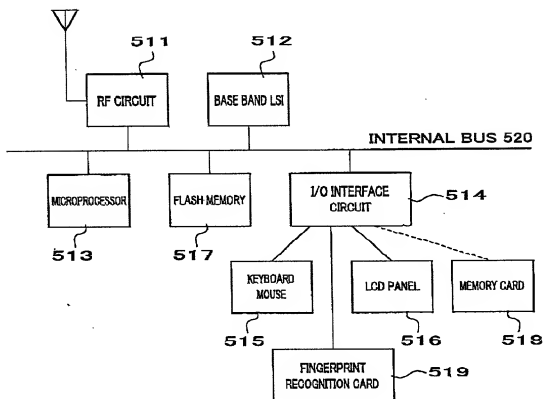 511
512
RF CIRCUIT
BASE BAND LSI
INTERNAL BUS 520
MICROPROCESSOR
FLASH MEMORY
I/O INTERFACE
CIRCUIT
514
513
517
KEYBOARD
MOUSE
LCD PANEL
MEMORY CARD
515
516
518
FINGERPRINT
RECOGNITION CARD
519